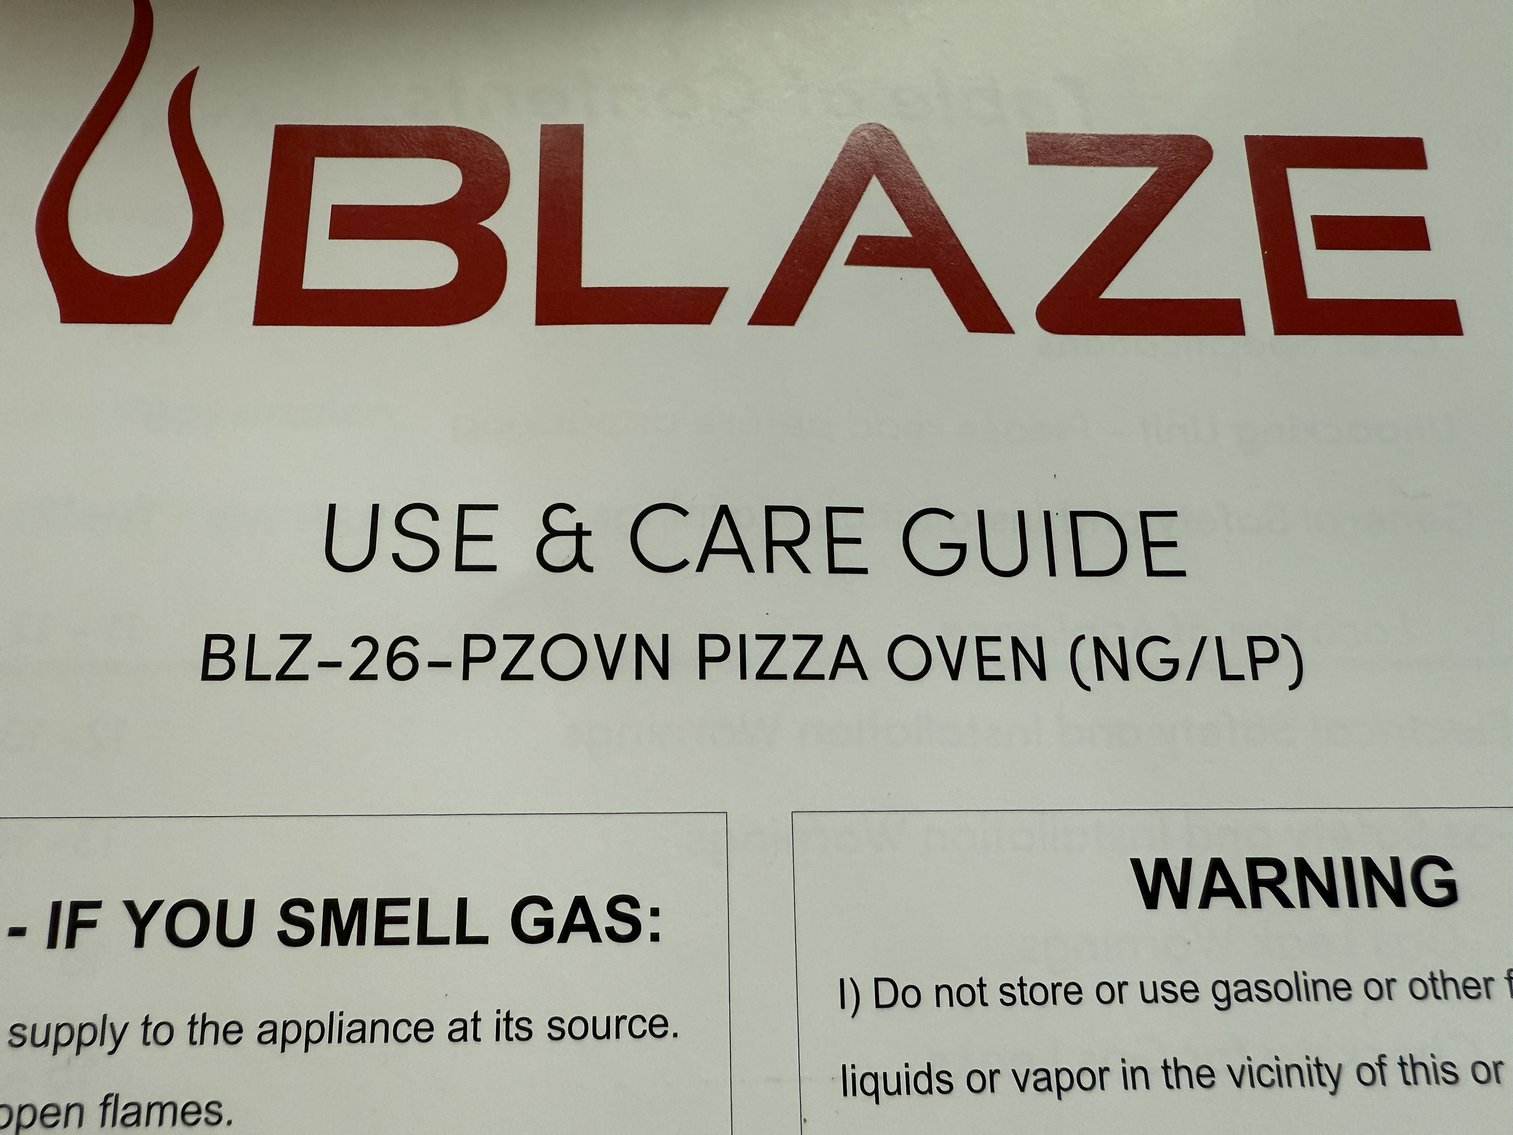 BLAZE
USE & CARE GUIDE
BLZ-26-PZOVN PIZZA OVEN (NG/LP)
- IF YOU SMELL GAS:
supply to the appliance at its source.
open flames.
WARNING
I) Do not store or use gasoline or other
liquids or vapor in the vicinity of this or